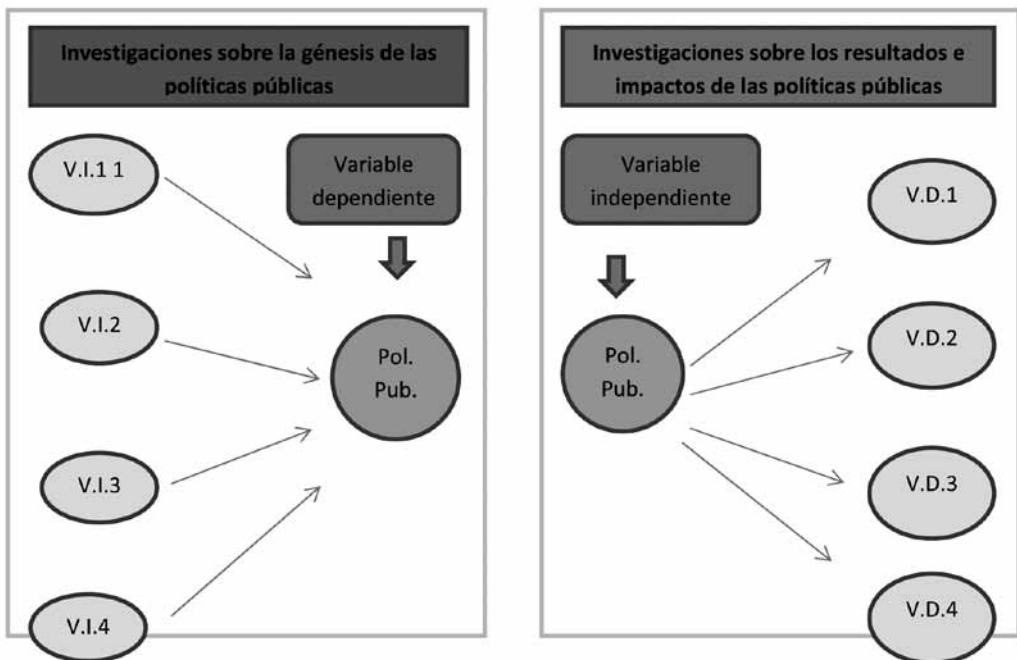 Investigaciones sobre la génesis de las
políticas públicas
V.I.1 1
Variable
dependiente
V.I.2
Pol.
Pub.
V.I.3
V.I.4
Investigaciones sobre los resultados e
impactos de las políticas públicas
Variable
independiente
V.D.1
Pol.
Pub.
V.D.2
V.D.3
V.D.4